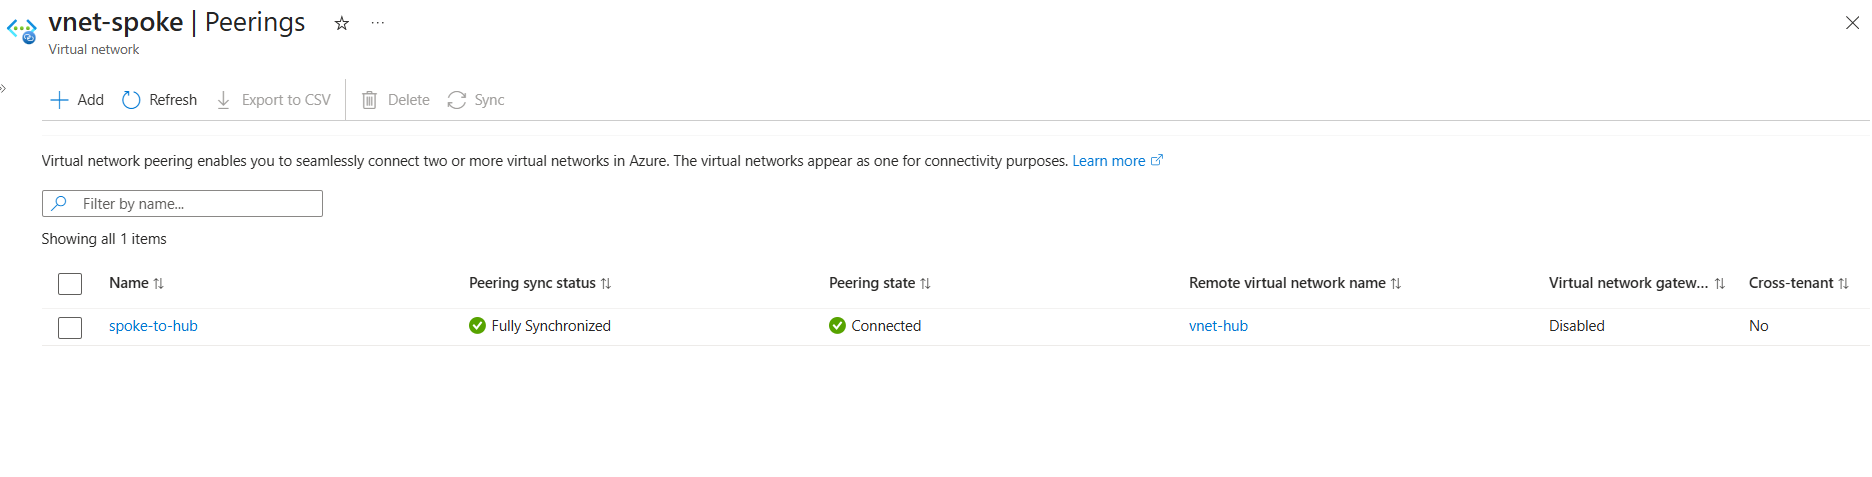 vnet-spoke | Peerings
Virtual network
Add Refresh Export to CSV Delete Sync
Virtual network peering enables you to seamlessly connect two or more virtual networks in Azure. The virtual networks appear as one for connectivity purposes. Learn more
Filter by name...
Showing all 1 items
Name Peering sync status Peering state Remote virtual network name Virtual network gatew... Cross-tenant
spoke-to-hub Fully Synchronized Connected vnet-hub Disabled No